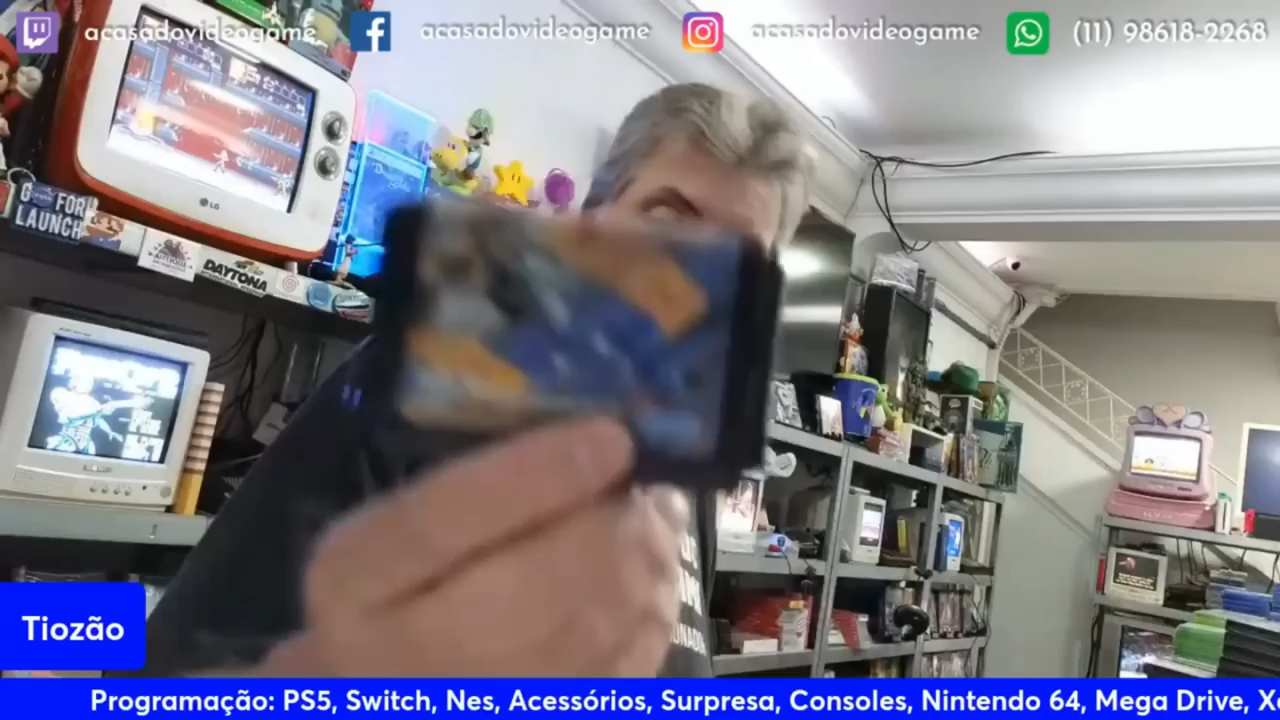 acasadovideogame acasadovideogame acasadovideogame (11) 98618-2268
LG
FOR
LAUNCH
DAYTONA
Tiozão
Programação: PS5, Switch, Nes, Acessórios, Surpresa, Consoles, Nintendo 64, Mega Drive, X